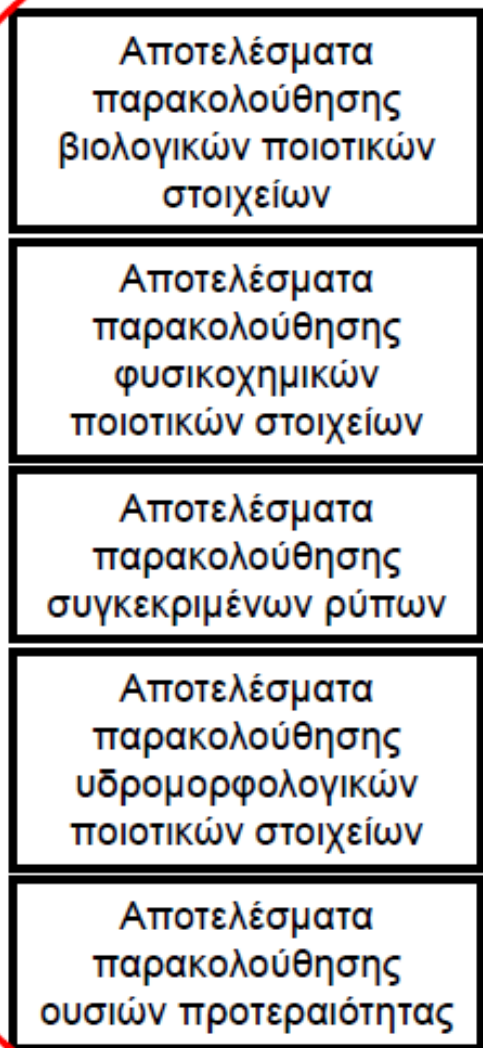 Αποτελέσματα
παρακολούθησης
βιολογικών ποιοτικών
στοιχείων
Αποτελέσματα
παρακολούθησης
φυσικοχημικών
ποιοτικών στοιχείων
Αποτελέσματα
παρακολούθησης
συγκεκριμένων ρύπων
Αποτελέσματα
παρακολούθησης
υδρομορφολογικών
ποιοτικών στοιχείων
Αποτελέσματα
παρακολούθησης
ουσιών προτεραιότητας